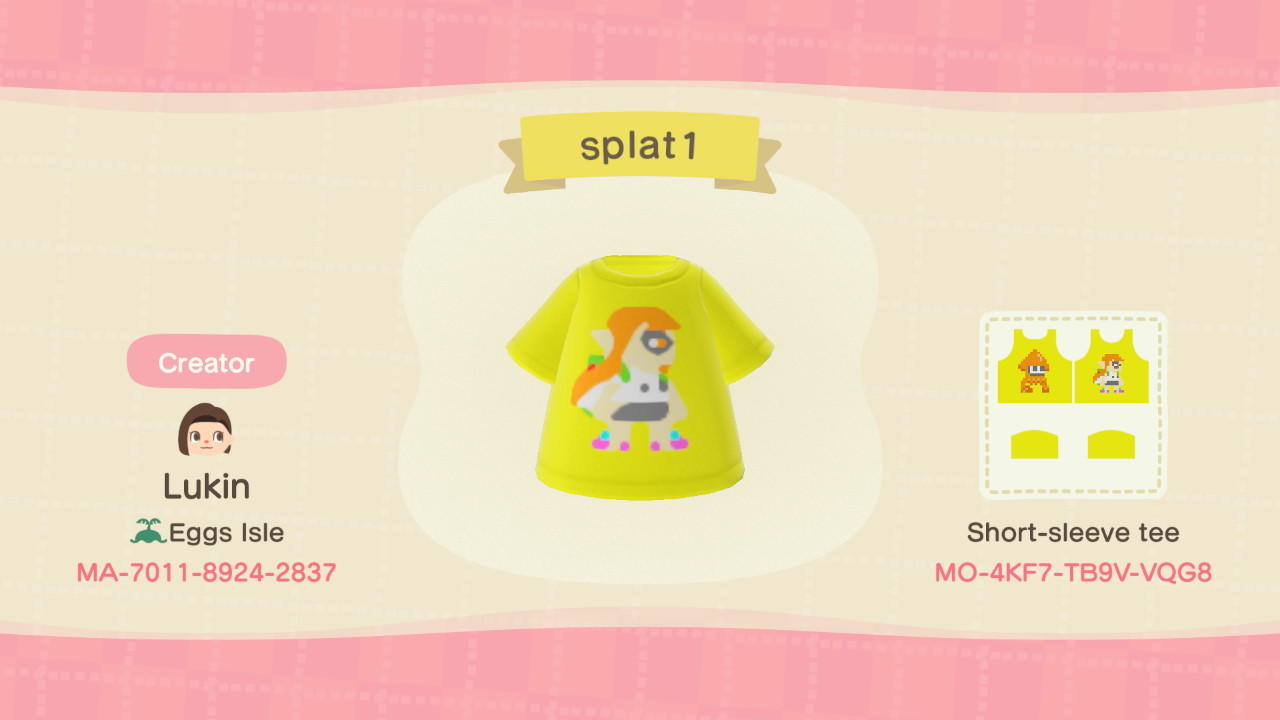 splat1
Creator
Lukin
Eggs Isle
MA-7011-8924-2837
Short-sleeve tee
MO-4KF7-TB9V-VQG8